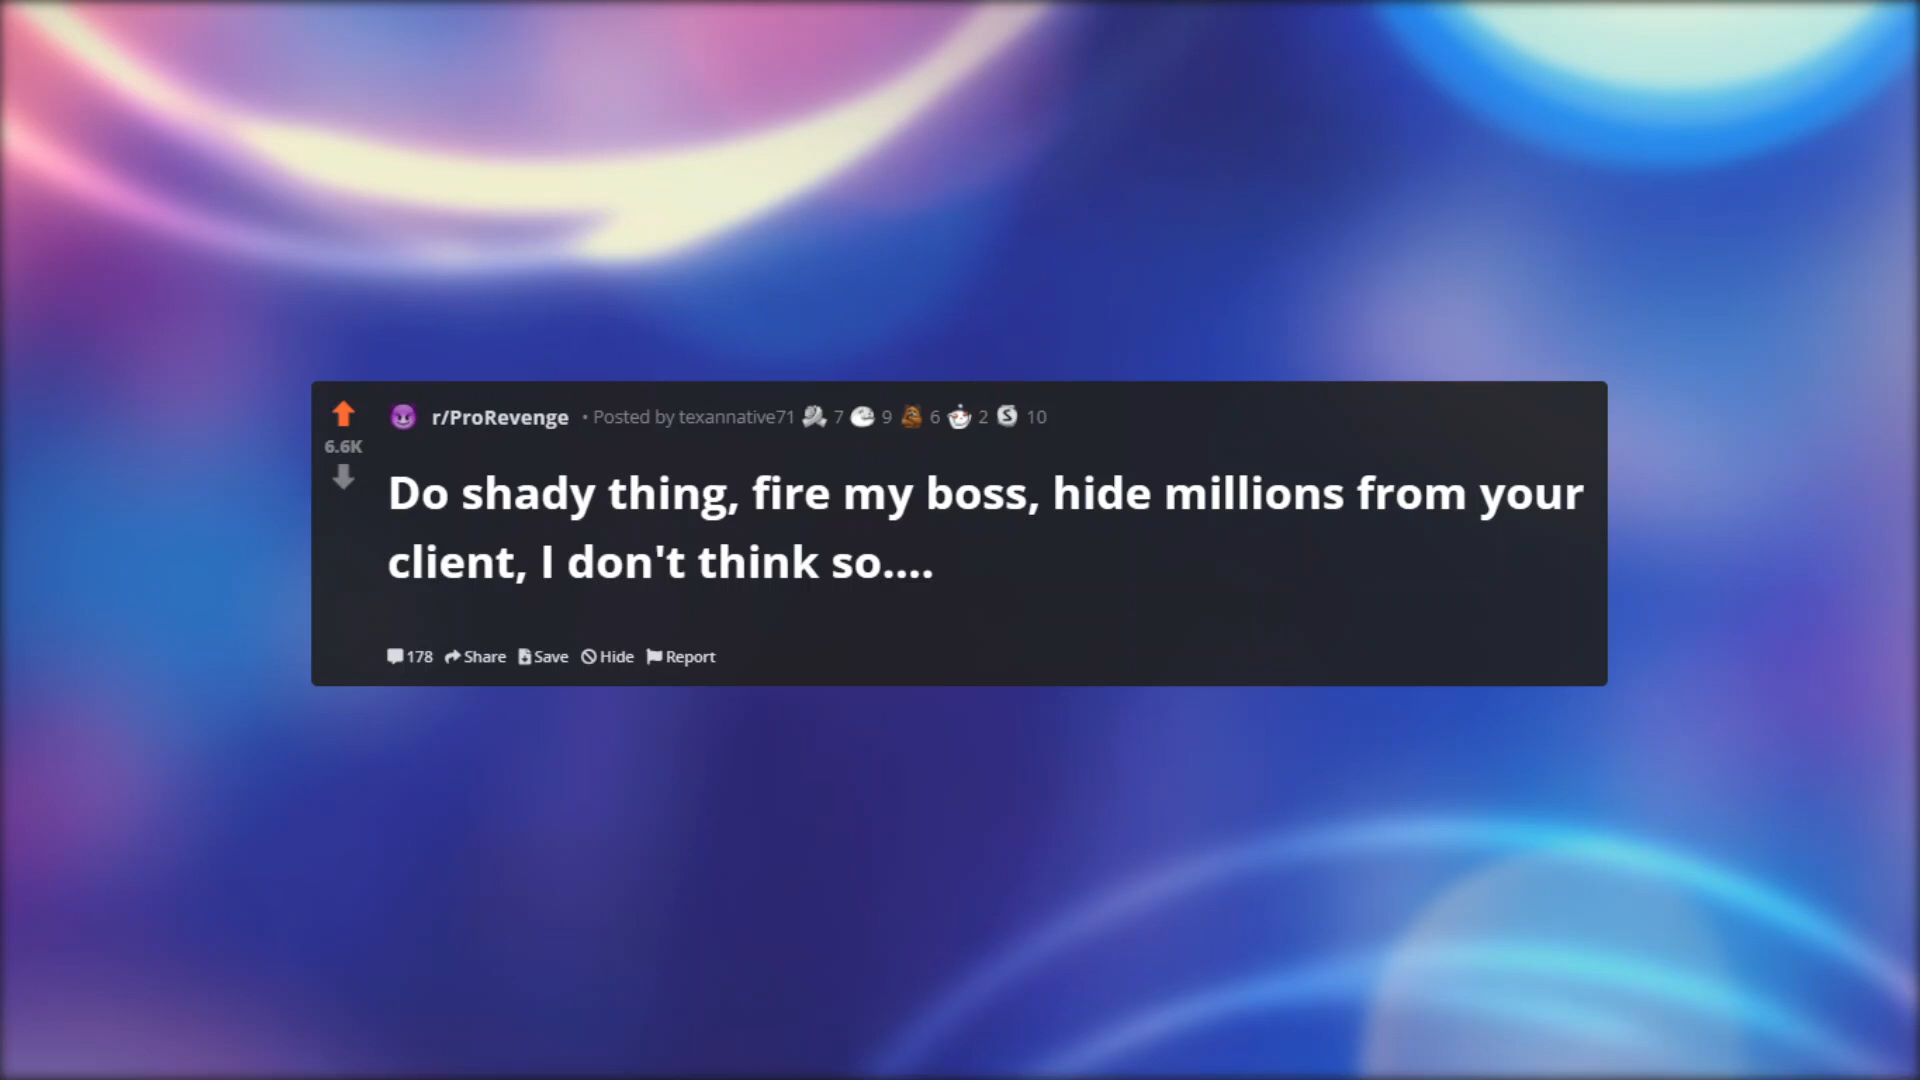 r/ProRevenge • Posted by texannative71 7 9 6 2 S 10
6.6K
Do shady thing, fire my boss, hide millions from your
client, I don't think so....
178 Share Save Hide Report